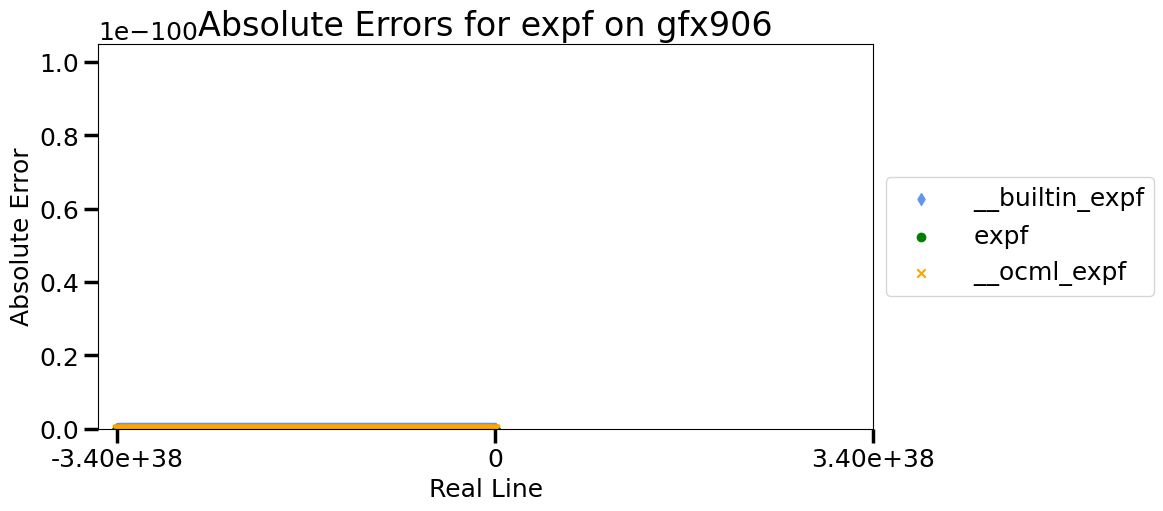 1e−100
Absolute Errors for expf on gfx906
1.0
0.8
0.6
0.4
0.2
0.0
Absolute Error
-3.40e+38
0
3.40e+38
Real Line
__builtin_expf
expf
__ocml_expf